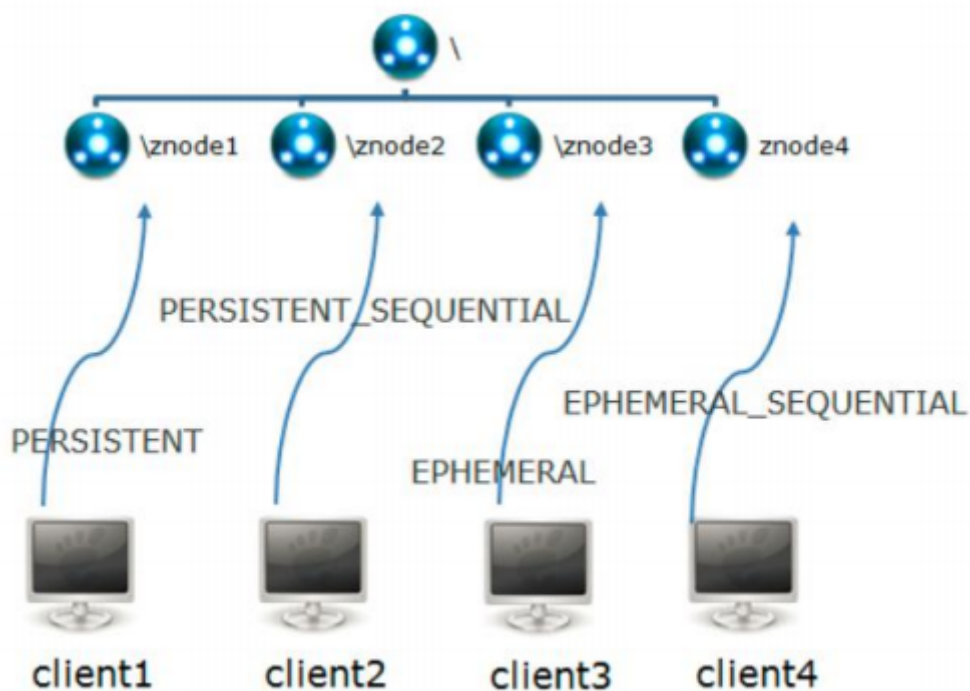 \
\znode1 \znode2 \znode3 znode4
PERSISTENT_SEQUENTIAL
EPHEMERAL_SEQUENTIAL
PERSISTENT
EPHEMERAL
client1 client2 client3 client4